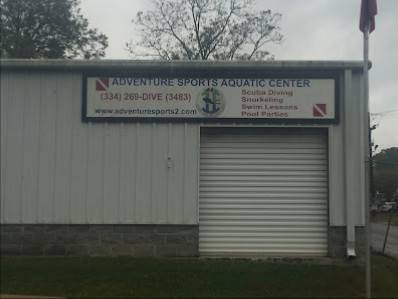 ADVENTURE SPORTS AQUATIC CENTER
(334) 269-DIVE (3483)
www.adventuresports2.com
Scuba Diving
Snorkeling
Swim Lessons
Pool Parties